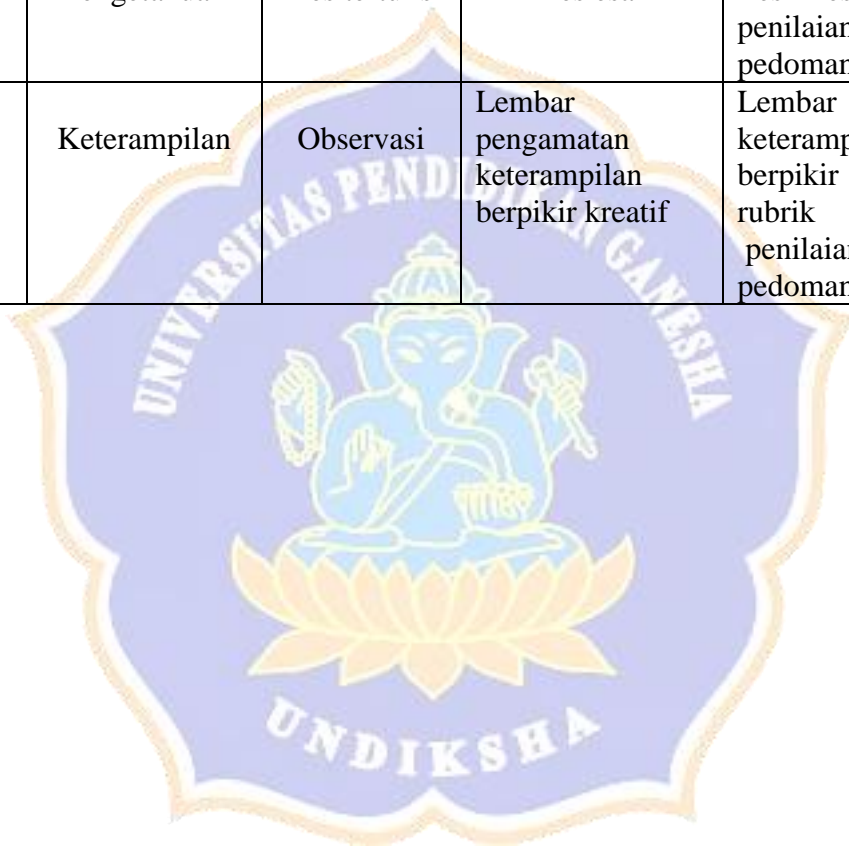 penilaian
pedoman
Keterampilan
Observasi
Lembar
pengamatan
keterampilan
berpikir kreatif
Lembar
berpikir
rubrik
penilaian
pedoman
UNIVERSITAS PENDIDIKAN GANESHA
UNDIKSHA